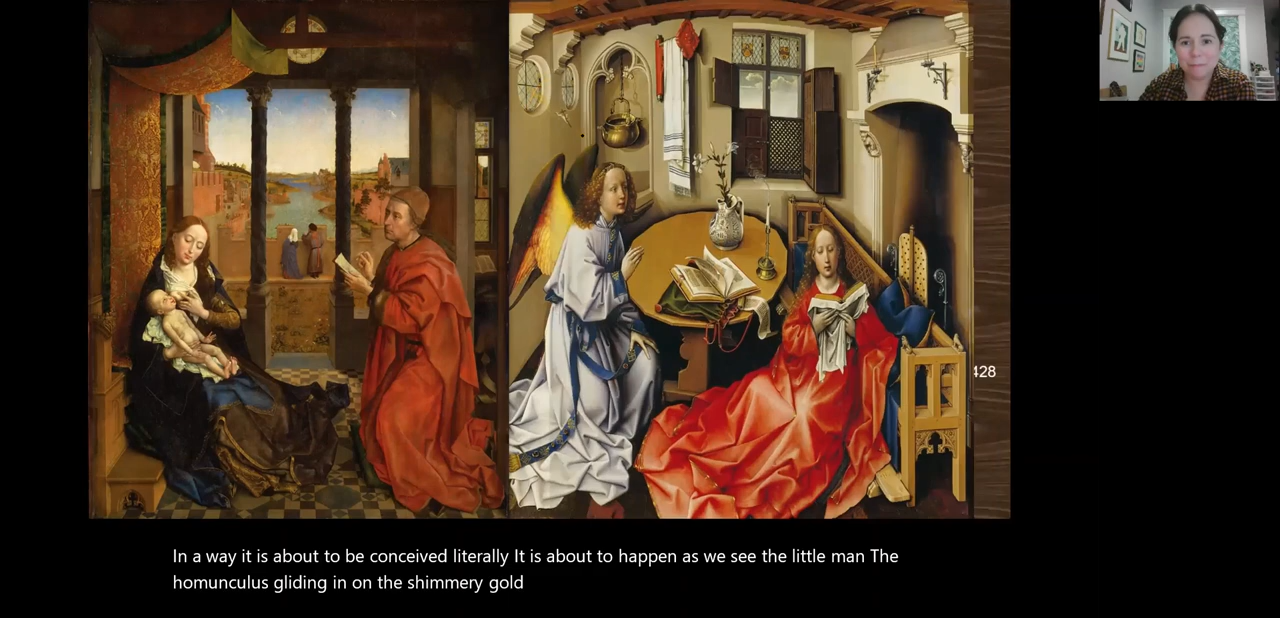 428
In a way it is about to be conceived literally It is about to happen as we see the little man The
homunculus gliding in on the shimmery gold